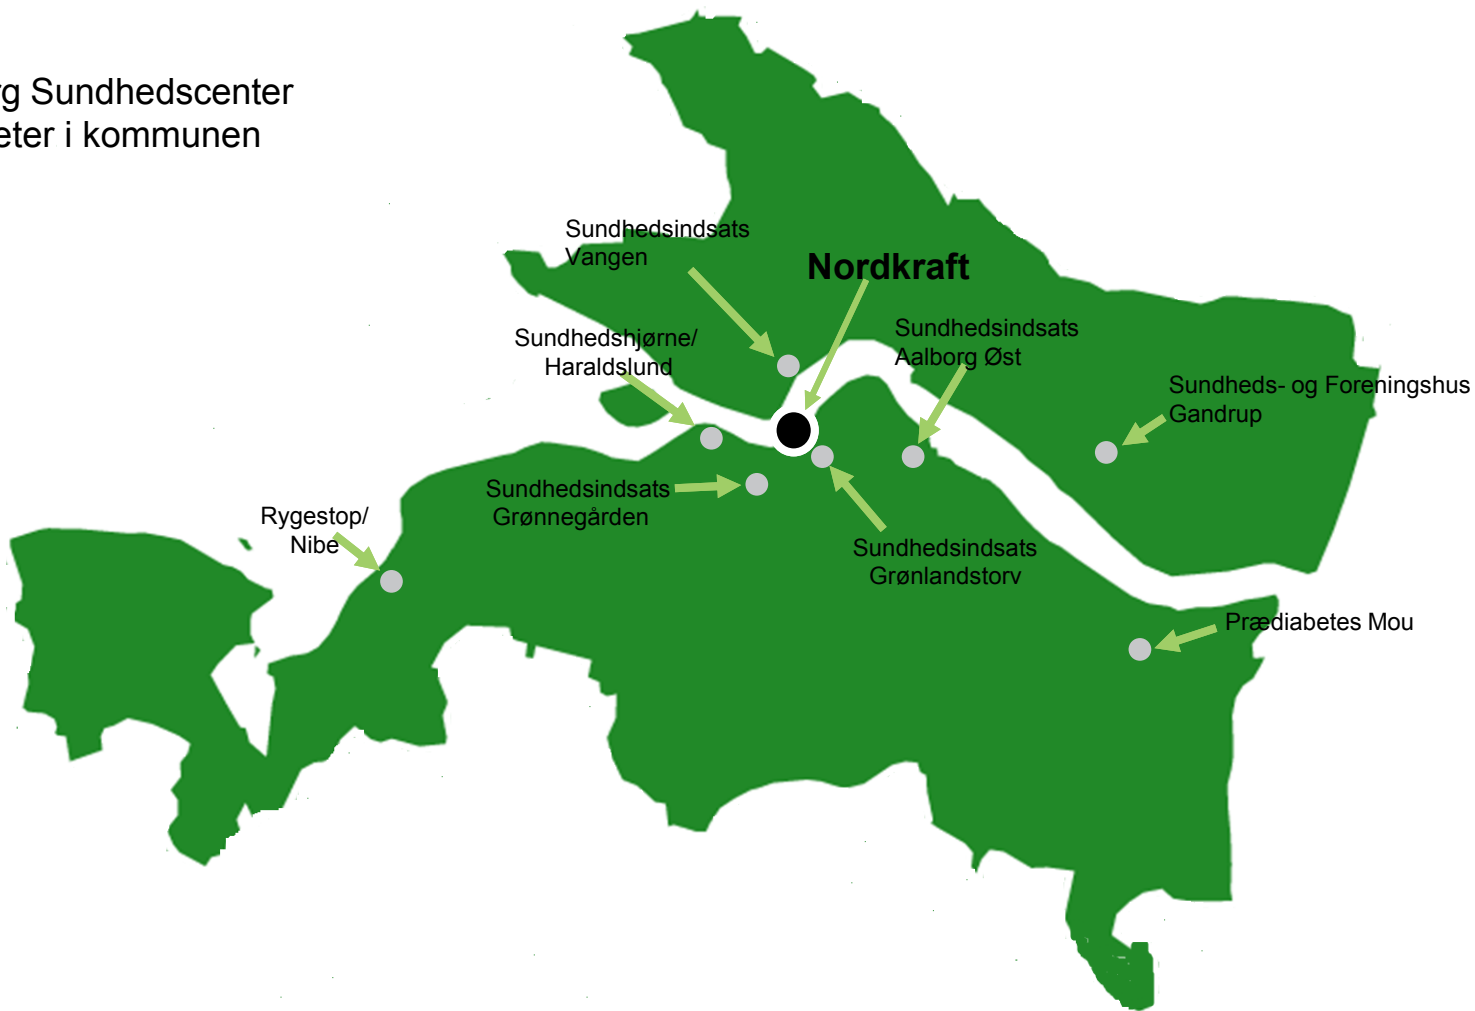 rg Sundhedscenter
eter i kommunen
Sundhedsindsats
Vangen
Nordkraft
Sundhedshjørne/
Haraldslund
Sundhedsindsats
Aalborg Øst
Sundheds- og Foreningshus
Gandrup
Sundhedsindsats
Grønnegården
Rygestop/
Nibe
Sundhedsindsats
Grønlandstorv
Prædiabetes Mou